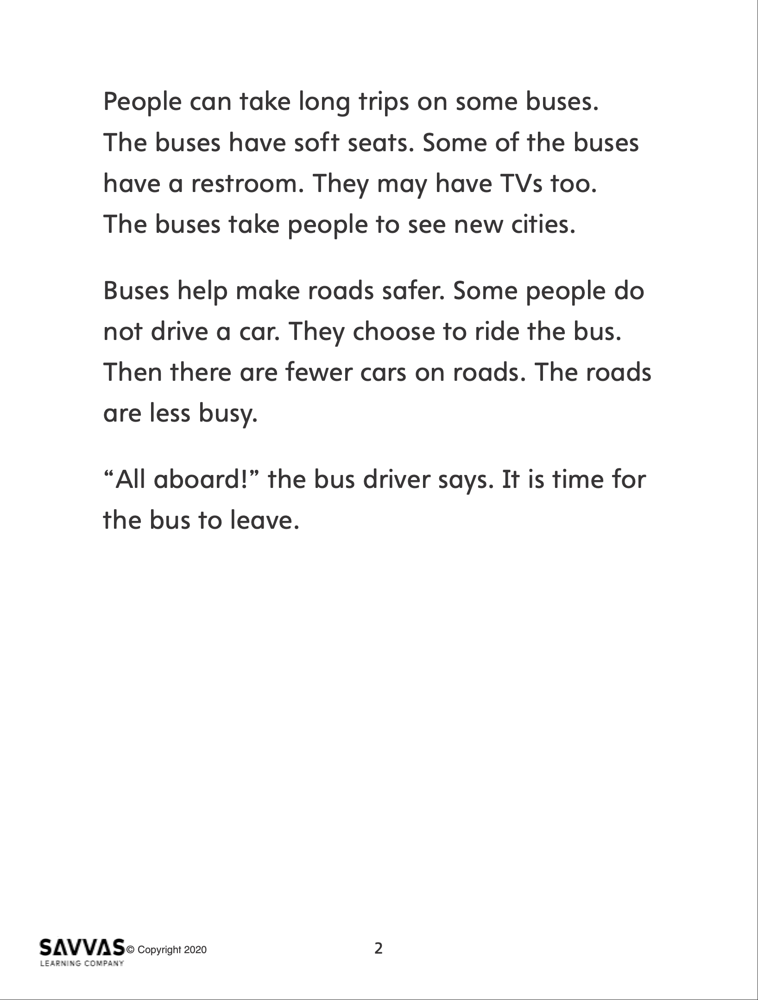 People can take long trips on some buses.
The buses have soft seats. Some of the buses
have a restroom. They may have TVs too.
The buses take people to see new cities.
Buses help make roads safer. Some people do
not drive a car. They choose to ride the bus.
Then there are fewer cars on roads. The roads
are less busy.
“All aboard!” the bus driver says. It is time for
the bus to leave.
SAVVAS © Copyright 2020
LEARNING COMPANY
2